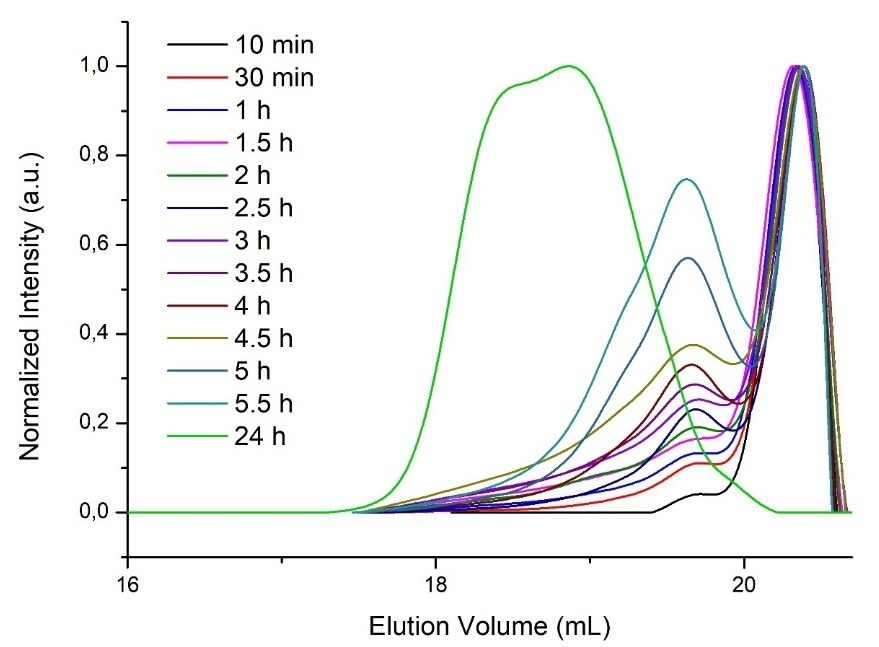 10 min
30 min
1 h
1.5 h
2 h
2.5 h
3 h
3.5 h
4 h
4.5 h
5 h
5.5 h
24 h
1,0
0,8
0,6
0,4
0,2
0,0
Normalized Intensity (a.u.)
16 18 20
Elution Volume (mL)